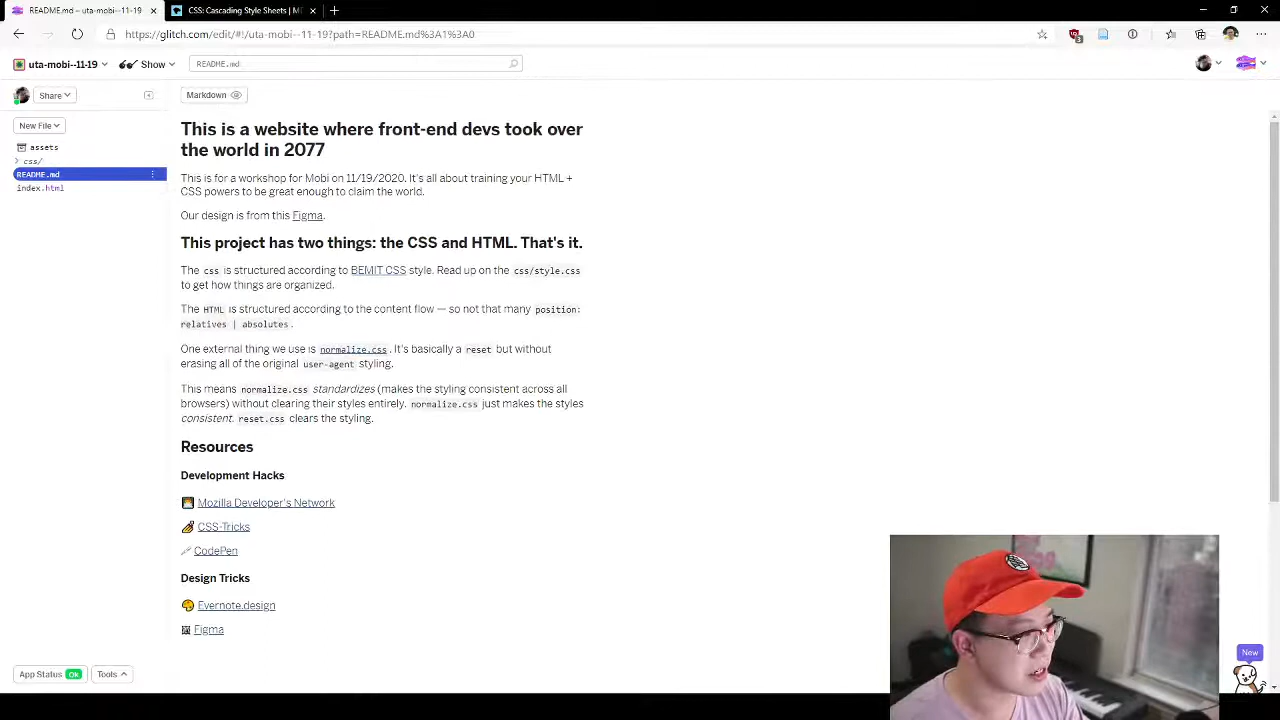 README.md – uta-mobi--11-19
CSS: Cascading Style Sheets | M
https://glitch.com/edit/#!/uta-mobi--11-19?path=README.md%3A1%3A0
3
uta-mobi--11-19
Show
README.md
Share
Markdown
New File
assets
css/
README.md
index.html
This is a website where front-end devs took over
the world in 2077
This is for a workshop for Mobi on 11/19/2020. It's all about training your HTML +
CSS powers to be great enough to claim the world.
Our design is from this Figma.
This project has two things: the CSS and HTML. That's it.
The css is structured according to BEMIT CSS style. Read up on the css/style.css
to get how things are organized.
The HTML is structured according to the content flow — so not that many position:
relatives | absolutes.
One external thing we use is normalize.css. It's basically a reset but without
erasing all of the original user-agent styling.
This means normalize.css standardizes (makes the styling consistent across all
browsers) without clearing their styles entirely. normalize.css just makes the styles
consistent. reset.css clears the styling.
Resources
Development Hacks
Mozilla Developer's Network
CSS-Tricks
CodePen
Design Tricks
Evernote.design
Figma
App Status Ok
Tools
New